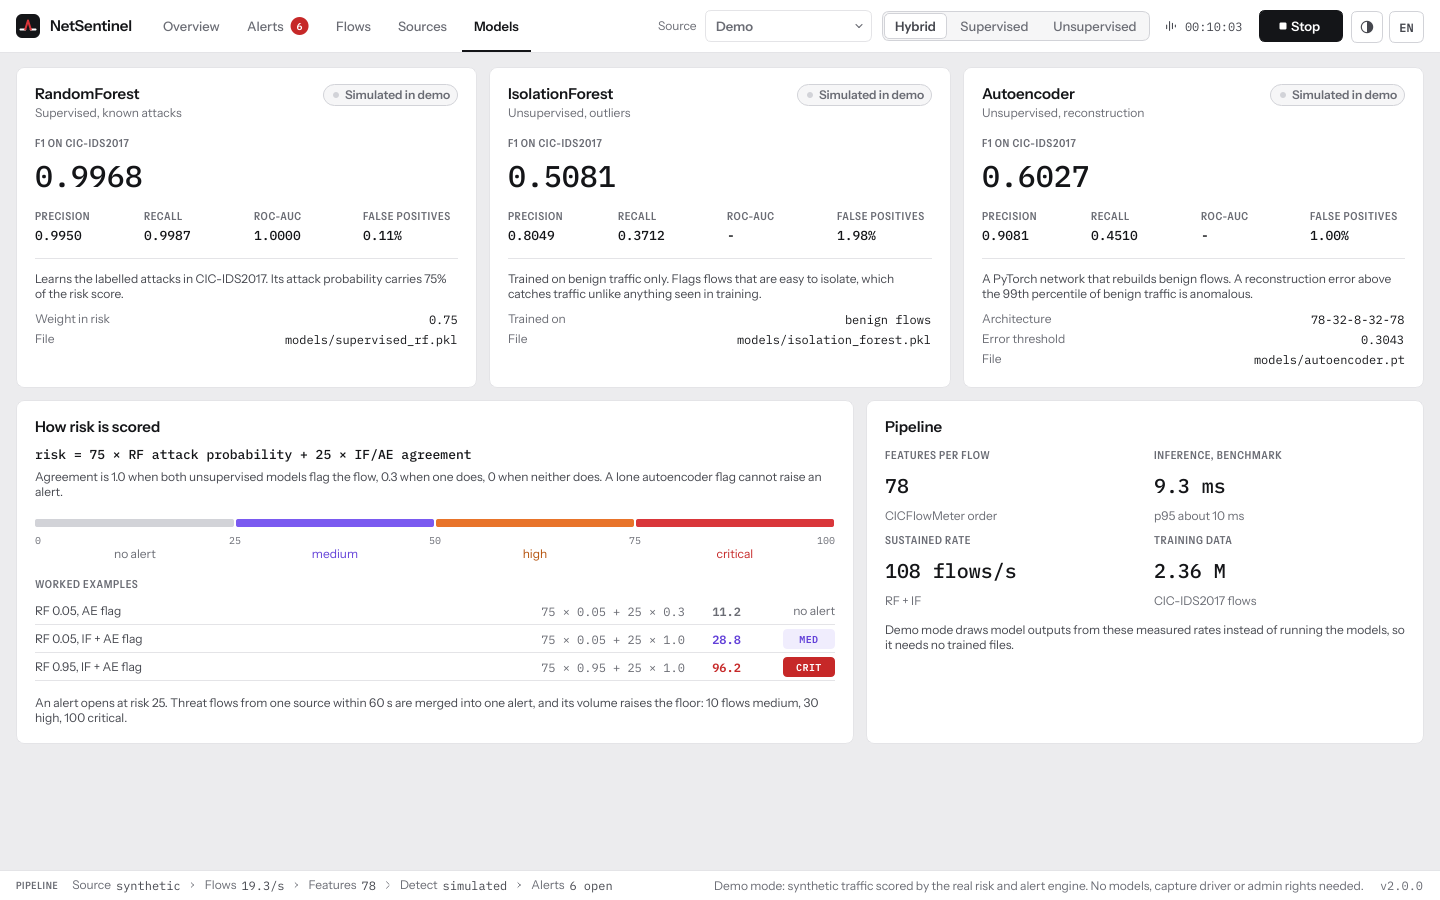 NetSentinel
Overview
Alerts 6
Flows
Sources
Models
Source
Demo
Hybrid
Supervised
Unsupervised
00:10:03
Stop
EN
RandomForest
Simulated in demo
Supervised, known attacks
F1 ON CIC-IDS2017
0.9968
PRECISION RECALL ROC-AUC FALSE POSITIVES
0.9950 0.9987 1.0000 0.11%
Learns the labelled attacks in CIC-IDS2017. Its attack probability carries 75%
of the risk score.
Weight in risk 0.75
File models/supervised_rf.pkl
IsolationForest
Simulated in demo
Unsupervised, outliers
F1 ON CIC-IDS2017
0.5081
PRECISION RECALL ROC-AUC FALSE POSITIVES
0.8049 0.3712 - 1.98%
Trained on benign traffic only. Flags flows that are easy to isolate, which
catches traffic unlike anything seen in training.
Trained on benign flows
File models/isolation_forest.pkl
Autoencoder
Simulated in demo
Unsupervised, reconstruction
F1 ON CIC-IDS2017
0.6027
PRECISION RECALL ROC-AUC FALSE POSITIVES
0.9081 0.4510 - 1.00%
A PyTorch network that rebuilds benign flows. A reconstruction error above
the 99th percentile of benign traffic is anomalous.
Architecture 78-32-8-32-78
Error threshold 0.3043
File models/autoencoder.pt
How risk is scored
risk = 75 × RF attack probability + 25 × IF/AE agreement
Agreement is 1.0 when both unsupervised models flag the flow, 0.3 when one does, 0 when neither does. A lone autoencoder flag cannot raise an
alert.
0 25 50 75 100
no alert medium high critical
WORKED EXAMPLES
RF 0.05, AE flag 75 × 0.05 + 25 × 0.3 11.2 no alert
RF 0.05, IF + AE flag 75 × 0.05 + 25 × 1.0 28.8 MED
RF 0.95, IF + AE flag 75 × 0.95 + 25 × 1.0 96.2 CRIT
An alert opens at risk 25. Threat flows from one source within 60 s are merged into one alert, and its volume raises the floor: 10 flows medium, 30
high, 100 critical.
Pipeline
FEATURES PER FLOW
78
CICFlowMeter order
INFERENCE, BENCHMARK
9.3 ms
p95 about 10 ms
SUSTAINED RATE
108 flows/s
RF + IF
TRAINING DATA
2.36 M
CIC-IDS2017 flows
Demo mode draws model outputs from these measured rates instead of running the models, so
it needs no trained files.
PIPELINE Source synthetic › Flows 19.3/s › Features 78 › Detect simulated › Alerts 6 open
Demo mode: synthetic traffic scored by the real risk and alert engine. No models, capture driver or admin rights needed. v2.0.0